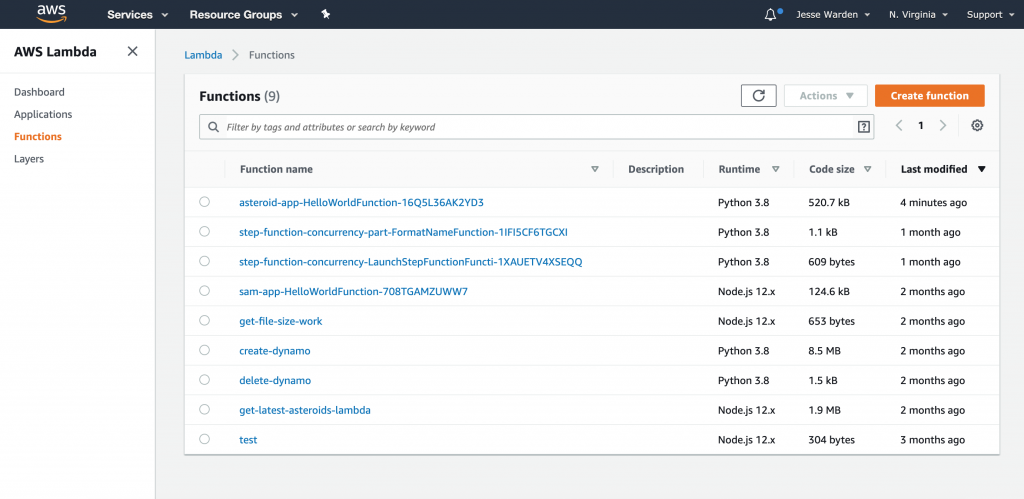 aws Services Resource Groups Jesse Warden N. Virginia Support
AWS Lambda
Dashboard
Applications
Functions
Layers
Lambda > Functions
Functions (9) Actions Create function
Filter by tags and attributes or search by keyword ? < 1 >
Function name Description Runtime Code size Last modified
asteroid-app-HelloWorldFunction-16Q5L36AK2YD3 Python 3.8 520.7 kB 4 minutes ago
step-function-concurrency-part-FormatNameFunction-1IFI5CF6TGCXI Python 3.8 1.1 kB 1 month ago
step-function-concurrency-LaunchStepFunctionFuncti-1XAUETV4XSEQQ Python 3.8 609 bytes 1 month ago
sam-app-HelloWorldFunction-708TGAMZUWW7 Node.js 12.x 124.6 kB 2 months ago
get-file-size-work Node.js 12.x 653 bytes 2 months ago
create-dynamo Python 3.8 8.5 MB 2 months ago
delete-dynamo Python 3.8 1.5 kB 2 months ago
get-latest-asteroids-lambda Node.js 12.x 1.9 MB 2 months ago
test Node.js 12.x 304 bytes 3 months ago